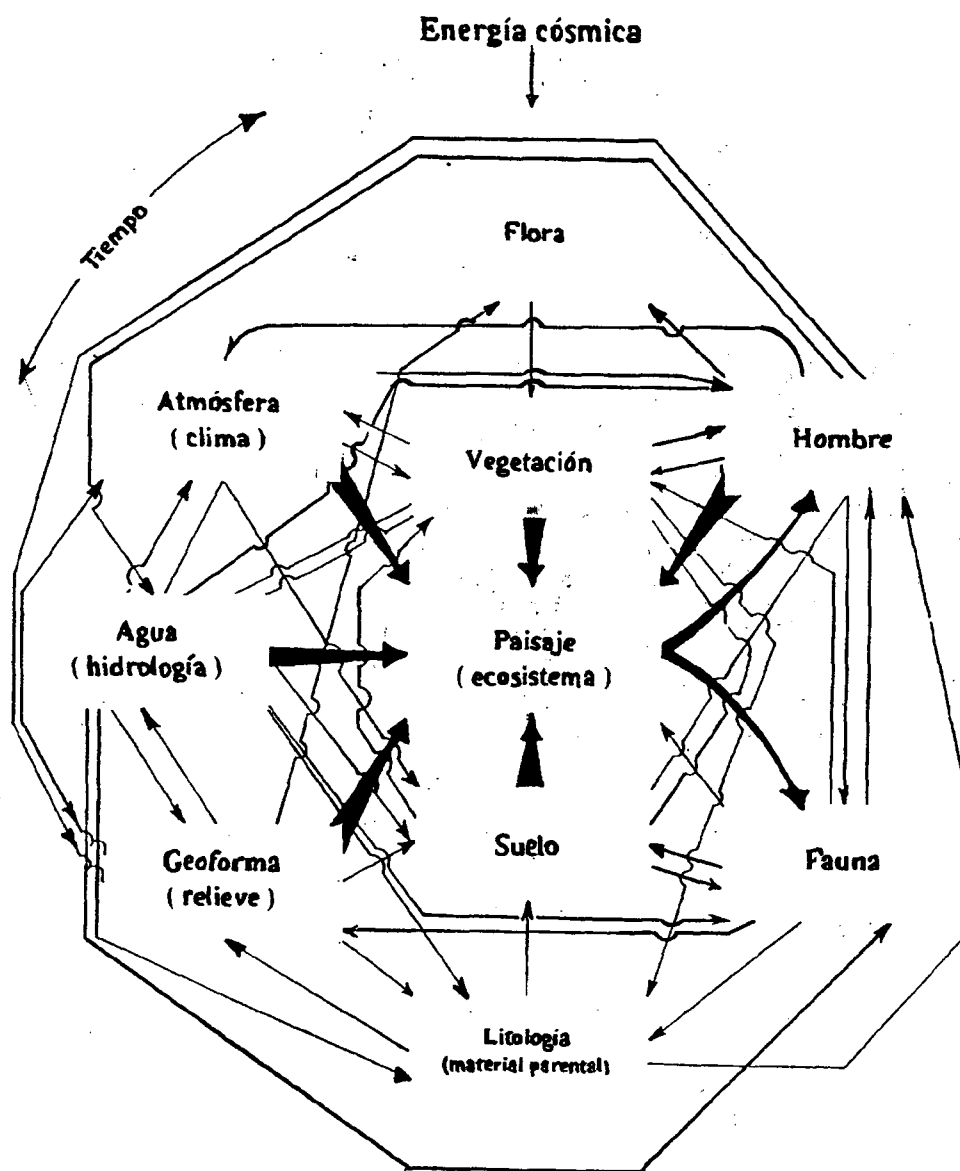 Energía cósmica
Tiempo
Flora
Atmósfera
( clima )
Vegetación
Hombre
Agua
( hidrología )
Paisaje
( ecosistema )
Geoforma
( relieve )
Suelo
Fauna
Litología
(material parental)